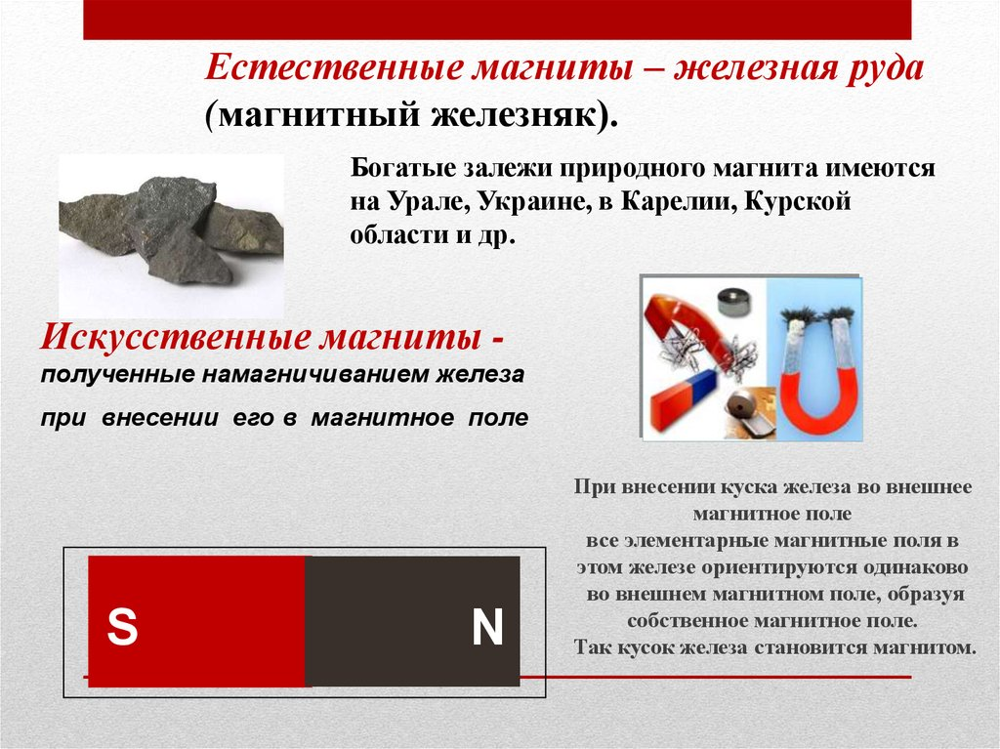 Естественные магниты – железная руда
(магнитный железняк).
Богатые залежи природного магнита имеются
на Урале, Украине, в Карелии, Курской
области и др.
Искусственные магниты -
полученные намагничиванием железа
при внесении его в магнитное поле
При внесении куска железа во внешнее
магнитное поле
все элементарные магнитные поля в
этом железе ориентируются одинаково
во внешнем магнитном поле, образуя
собственное магнитное поле.
Так кусок железа становится магнитом.
S
N